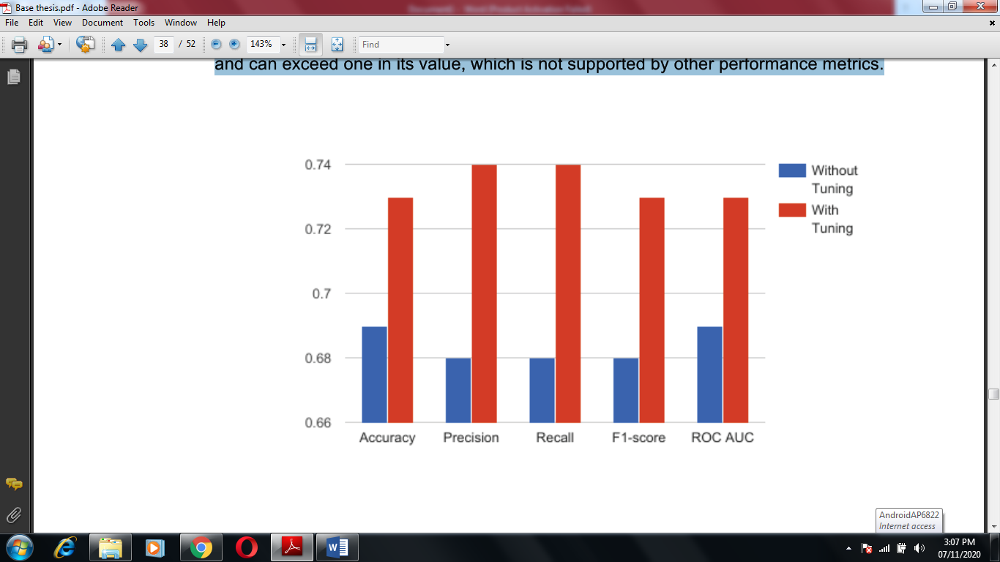 Base thesis.pdf - Adobe Reader
File Edit View Document Tools Window Help
38 / 52 143% Find
and can exceed one in its value, which is not supported by other performance metrics.
0.74
0.72
0.7
0.68
0.66
Accuracy Precision Recall F1-score ROC AUC
Without
Tuning
With
Tuning
AndroidAP6822
Internet access
3:07 PM
07/11/2020